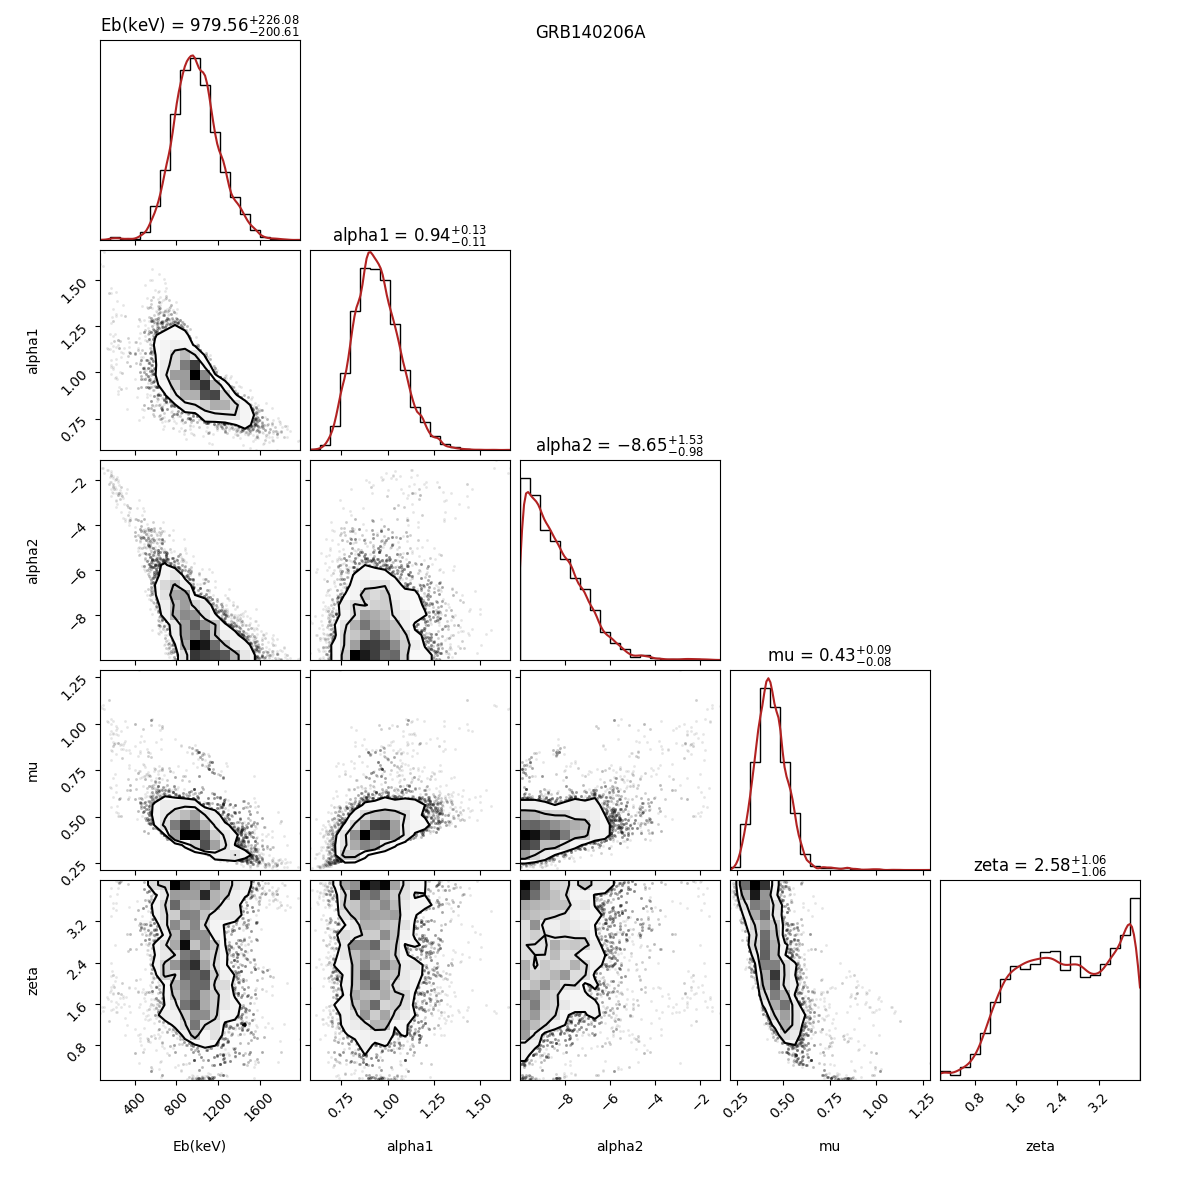 GRB140206A
Eb(keV) = 979.56+226.08−200.61
alpha1 = 0.94+0.13−0.11
alpha2 = −8.65+1.53−0.98
mu = 0.43+0.09−0.08
zeta = 2.58+1.06−1.06
alpha1
1.50
1.25
1.00
0.75
alpha2
−2
−4
−6
−8
mu
1.25
1.00
0.75
0.50
0.25
zeta
3.2
2.4
1.6
0.8
400 800 1200 1600
0.75 1.00 1.25 1.50
−8 −6 −4 −2
0.25 0.50 0.75 1.00 1.25
0.8 1.6 2.4 3.2
Eb(keV) alpha1 alpha2 mu zeta